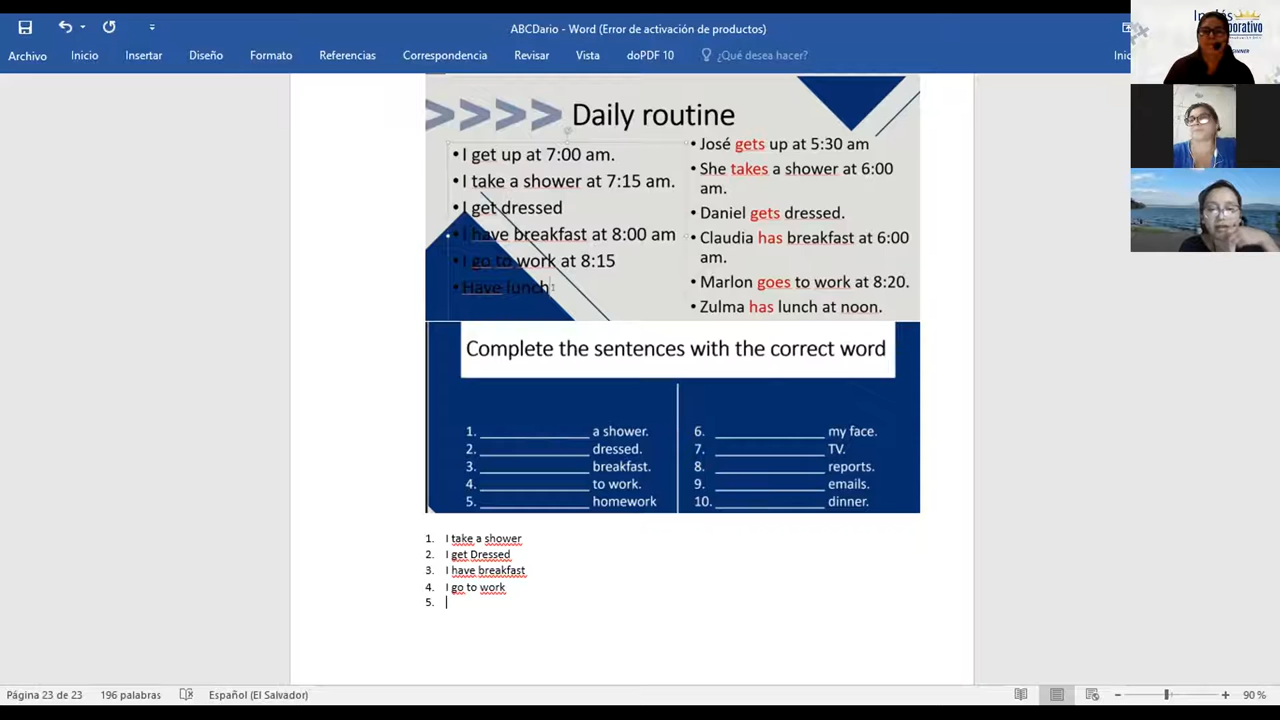 ABCDario - Word (Error de activación de productos)
Archivo
Inicio
Insertar
Diseño
Formato
Referencias
Correspondencia
Revisar
Vista
doPDF 10
¿Qué desea hacer?
Daily routine
• I get up at 7:00 am.
• I take a shower at 7:15 am.
• I get dressed
• I have breakfast at 8:00 am
• I go to work at 8:15
• Have lunch
• José gets up at 5:30 am
• She takes a shower at 6:00
am.
• Daniel gets dressed.
• Claudia has breakfast at 6:00
am.
• Marlon goes to work at 8:20.
• Zulma has lunch at noon.
Complete the sentences with the correct word
1. ____________ a shower.
2. ____________ dressed.
3. ____________ breakfast.
4. ____________ to work.
5. ____________ homework
6. ____________ my face.
7. ____________ TV.
8. ____________ reports.
9. ____________ emails.
10. ____________ dinner.
1. I take a shower
2. I get Dressed
3. I have breakfast
4. I go to work
5.
Página 23 de 23
196 palabras
Español (El Salvador)
90 %